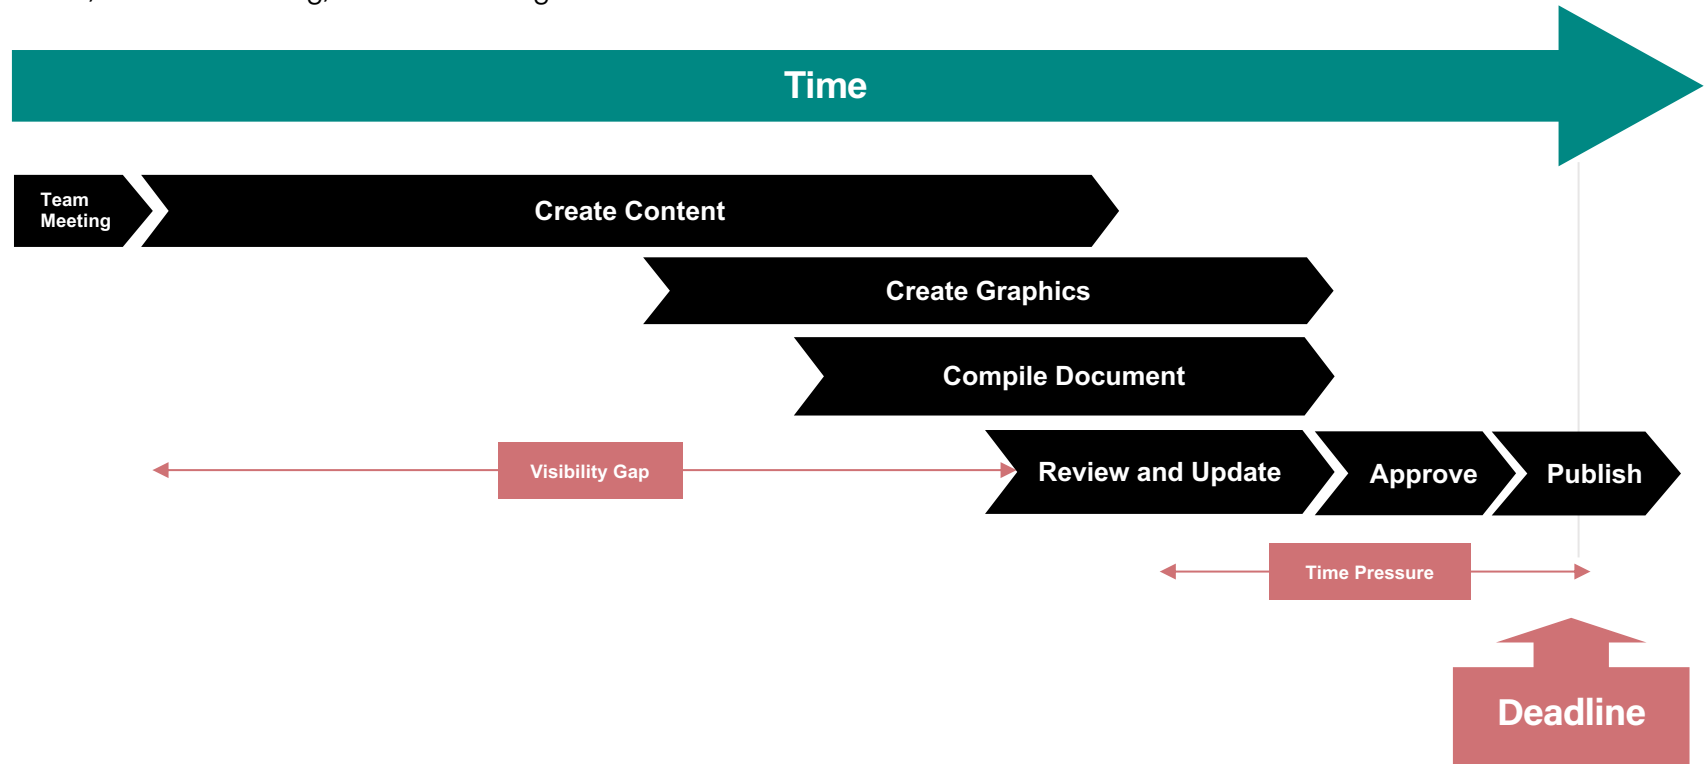 Time
Team
Meeting
Create Content
Create Graphics
Compile Document
Visibility Gap
Review and Update
Approve
Publish
Time Pressure
Deadline